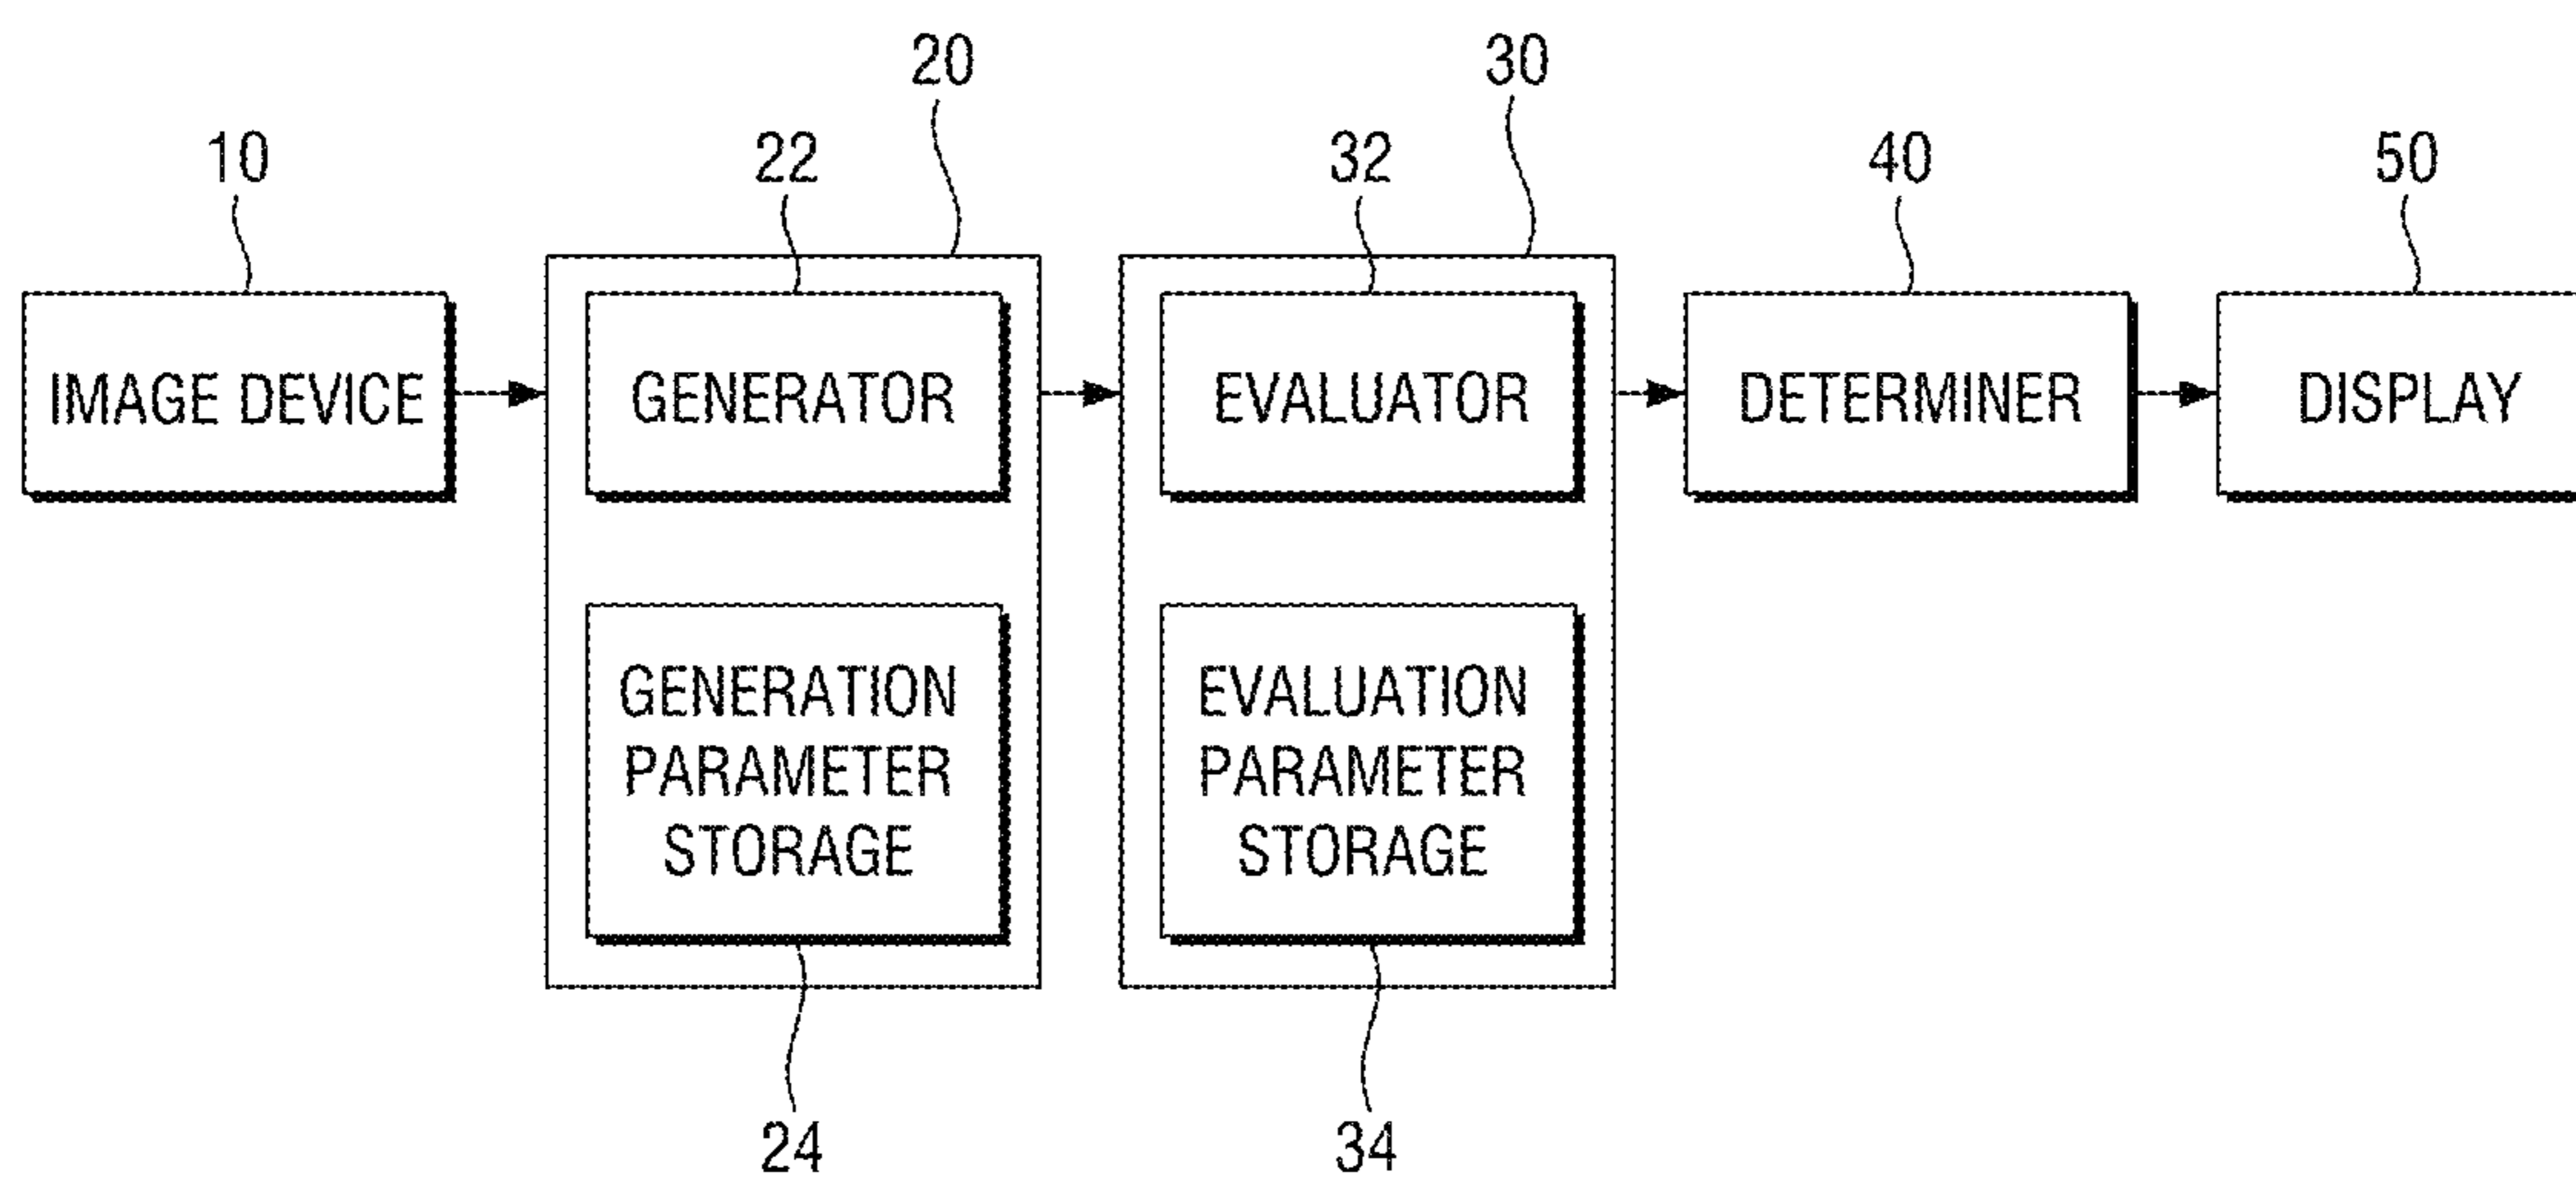 20
30
10
22
32
40
50
IMAGE DEVICE
GENERATOR
EVALUATOR
DETERMINER
DISPLAY
GENERATION
PARAMETER
STORAGE
EVALUATION
PARAMETER
STORAGE
24
34